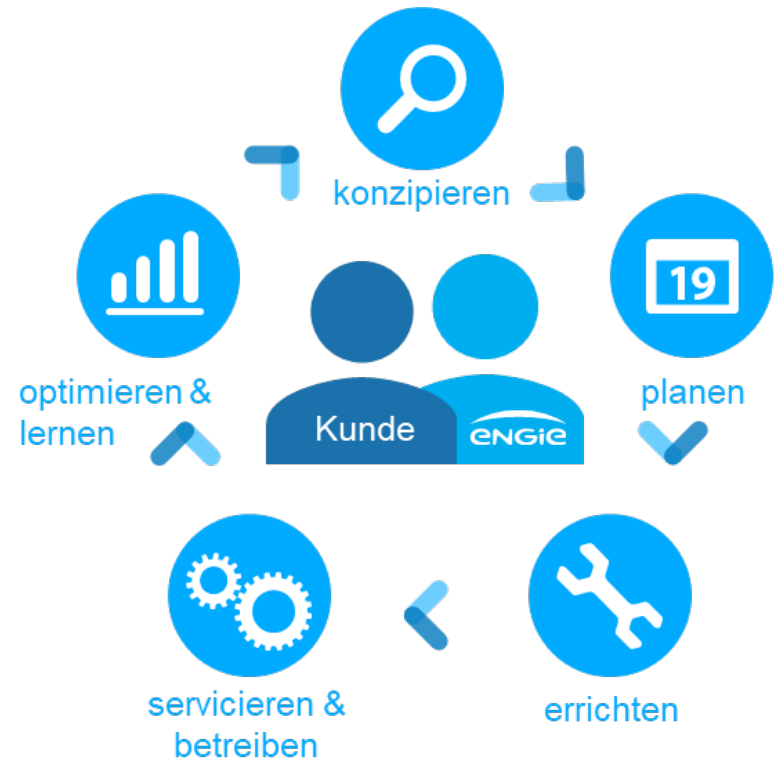 konzipieren
19
planen
optimieren &
lernen
Kunde
ENGIE
servicieren &
betreiben
errichten